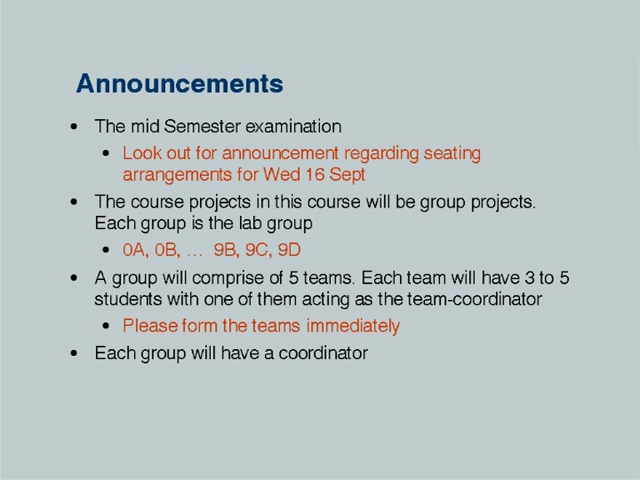 Announcements
• The mid Semester examination
• Look out for announcement regarding seating
arrangements for Wed 16 Sept
• The course projects in this course will be group projects.
Each group is the lab group
• 0A, 0B, … 9B, 9C, 9D
• A group will comprise of 5 teams. Each team will have 3 to 5
students with one of them acting as the team-coordinator
• Please form the teams immediately
• Each group will have a coordinator